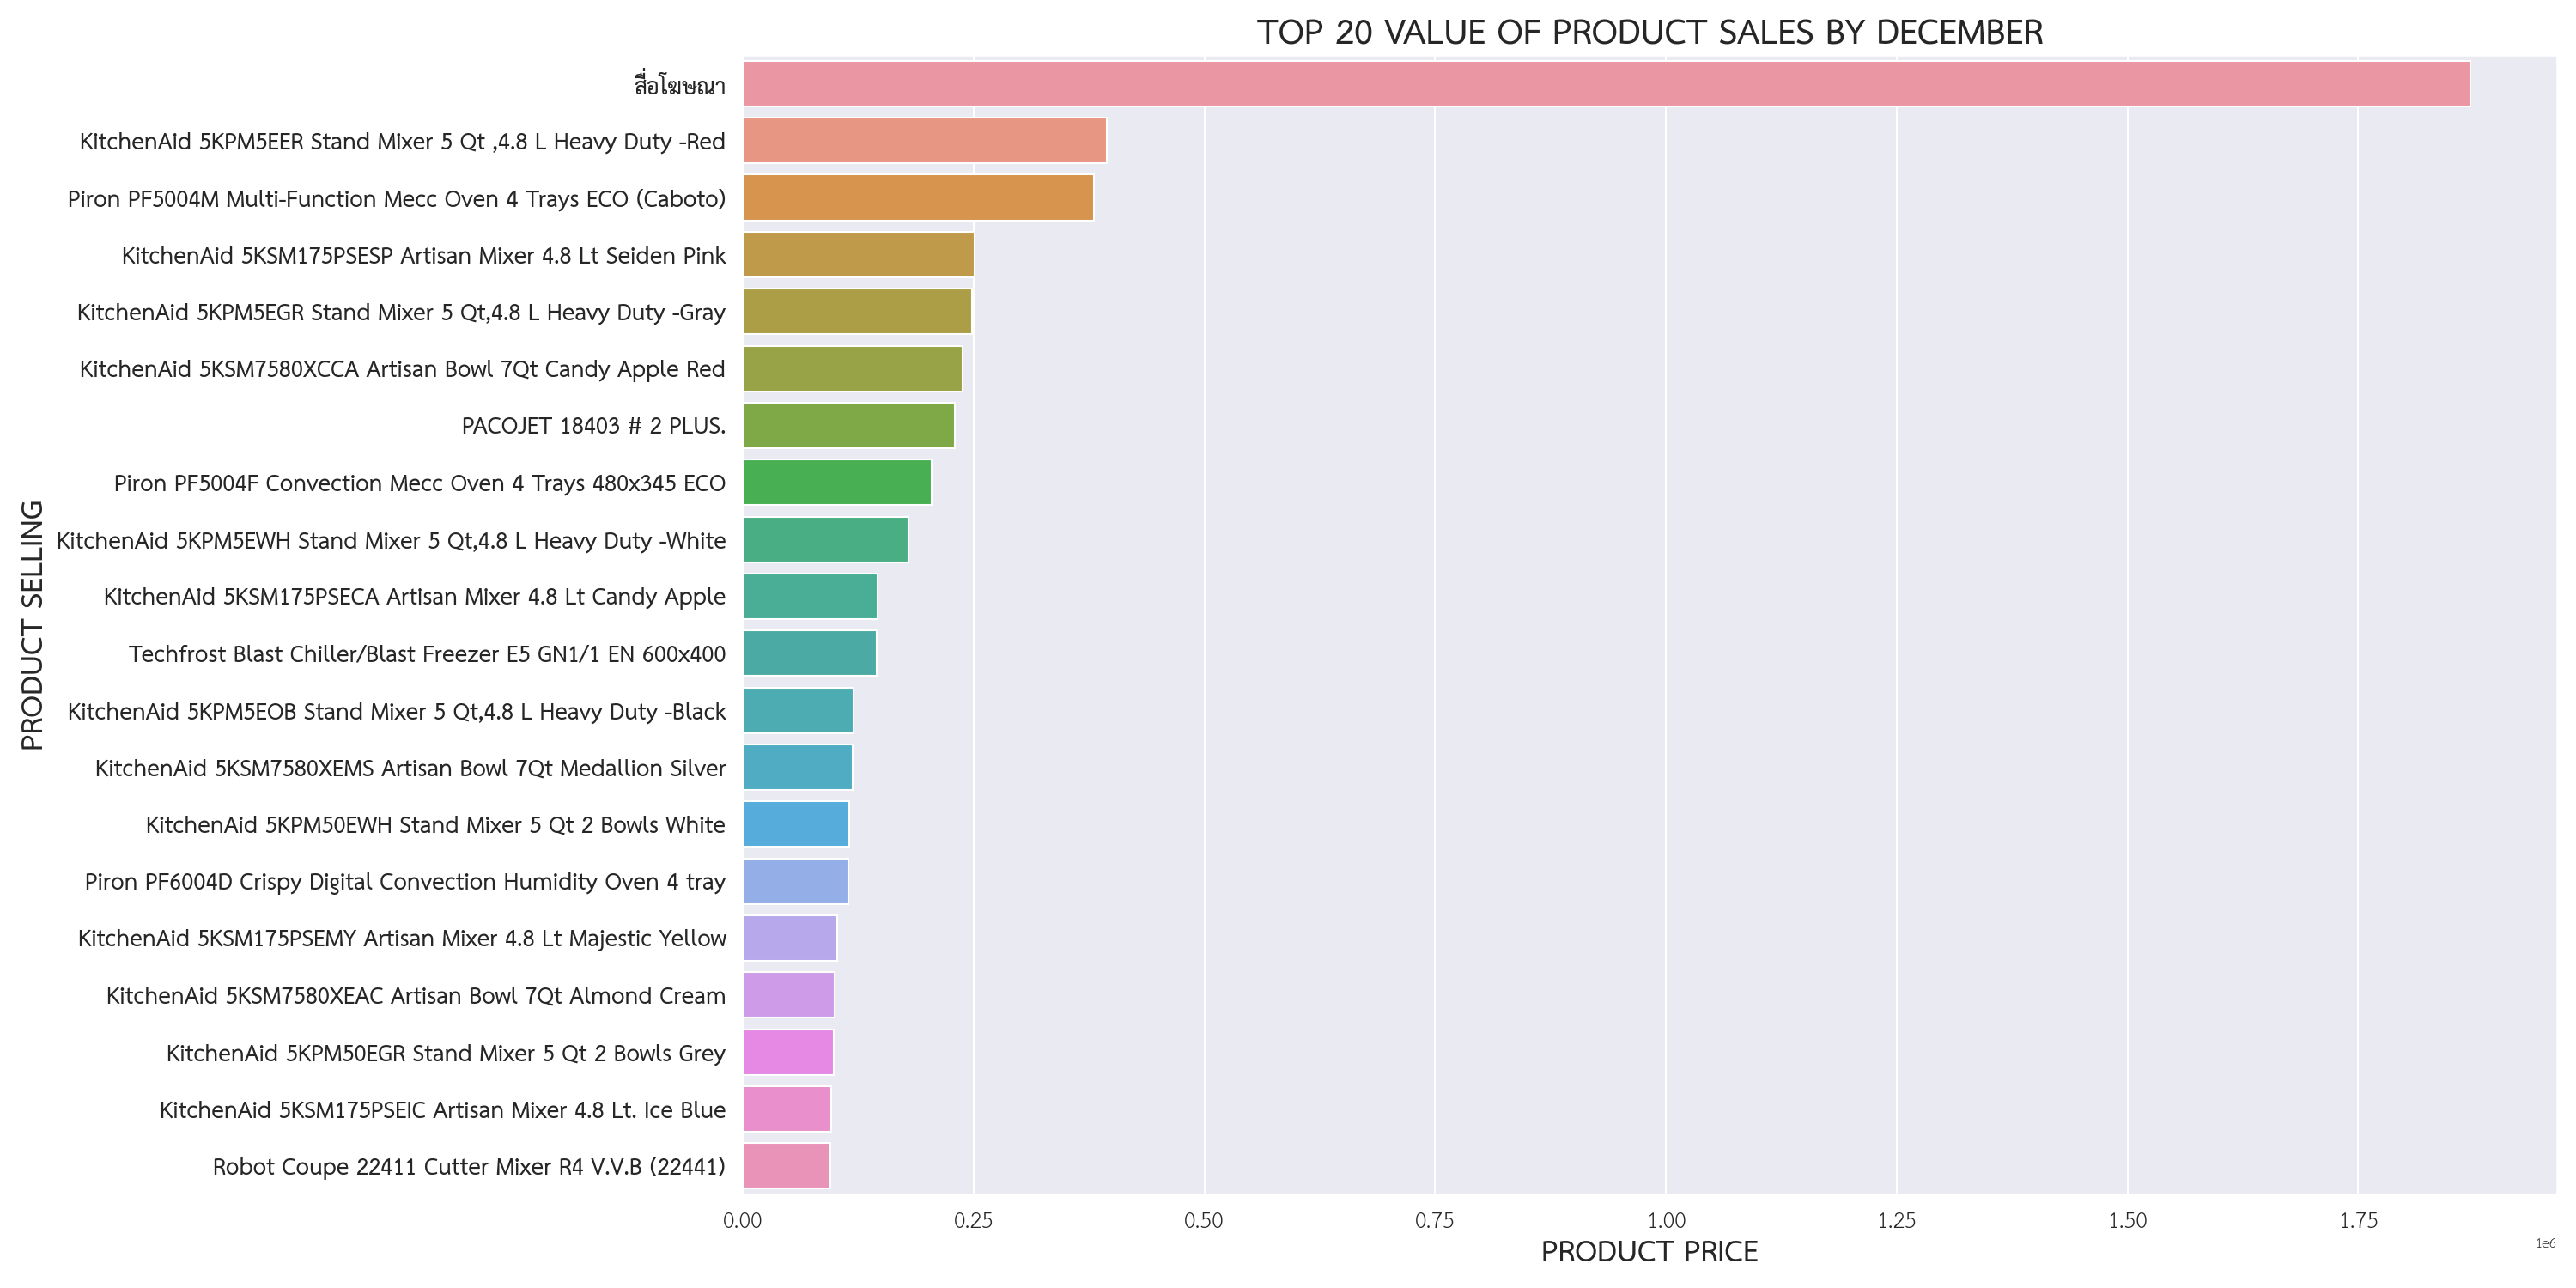 TOP 20 VALUE OF PRODUCT SALES BY DECEMBER
สื่อโฆษณา
KitchenAid 5KPM5EER Stand Mixer 5 Qt ,4.8 L Heavy Duty -Red
Piron PF5004M Multi-Function Mecc Oven 4 Trays ECO (Caboto)
KitchenAid 5KSM175PSESP Artisan Mixer 4.8 Lt Seiden Pink
KitchenAid 5KPM5EGR Stand Mixer 5 Qt,4.8 L Heavy Duty -Gray
KitchenAid 5KSM7580XCCA Artisan Bowl 7Qt Candy Apple Red
PACOJET 18403 # 2 PLUS.
Piron PF5004F Convection Mecc Oven 4 Trays 480x345 ECO
KitchenAid 5KPM5EWH Stand Mixer 5 Qt,4.8 L Heavy Duty -White
KitchenAid 5KSM175PSECA Artisan Mixer 4.8 Lt Candy Apple
Techfrost Blast Chiller/Blast Freezer E5 GN1/1 EN 600x400
KitchenAid 5KPM5EOB Stand Mixer 5 Qt,4.8 L Heavy Duty -Black
KitchenAid 5KSM7580XEMS Artisan Bowl 7Qt Medallion Silver
KitchenAid 5KPM50EWH Stand Mixer 5 Qt 2 Bowls White
Piron PF6004D Crispy Digital Convection Humidity Oven 4 tray
KitchenAid 5KSM175PSEMY Artisan Mixer 4.8 Lt Majestic Yellow
KitchenAid 5KSM7580XEAC Artisan Bowl 7Qt Almond Cream
KitchenAid 5KPM50EGR Stand Mixer 5 Qt 2 Bowls Grey
KitchenAid 5KSM175PSEIC Artisan Mixer 4.8 Lt. Ice Blue
Robot Coupe 22411 Cutter Mixer R4 V.V.B (22441)
PRODUCT SELLING
0.00 0.25 0.50 0.75 1.00 1.25 1.50 1.75
1e6
PRODUCT PRICE